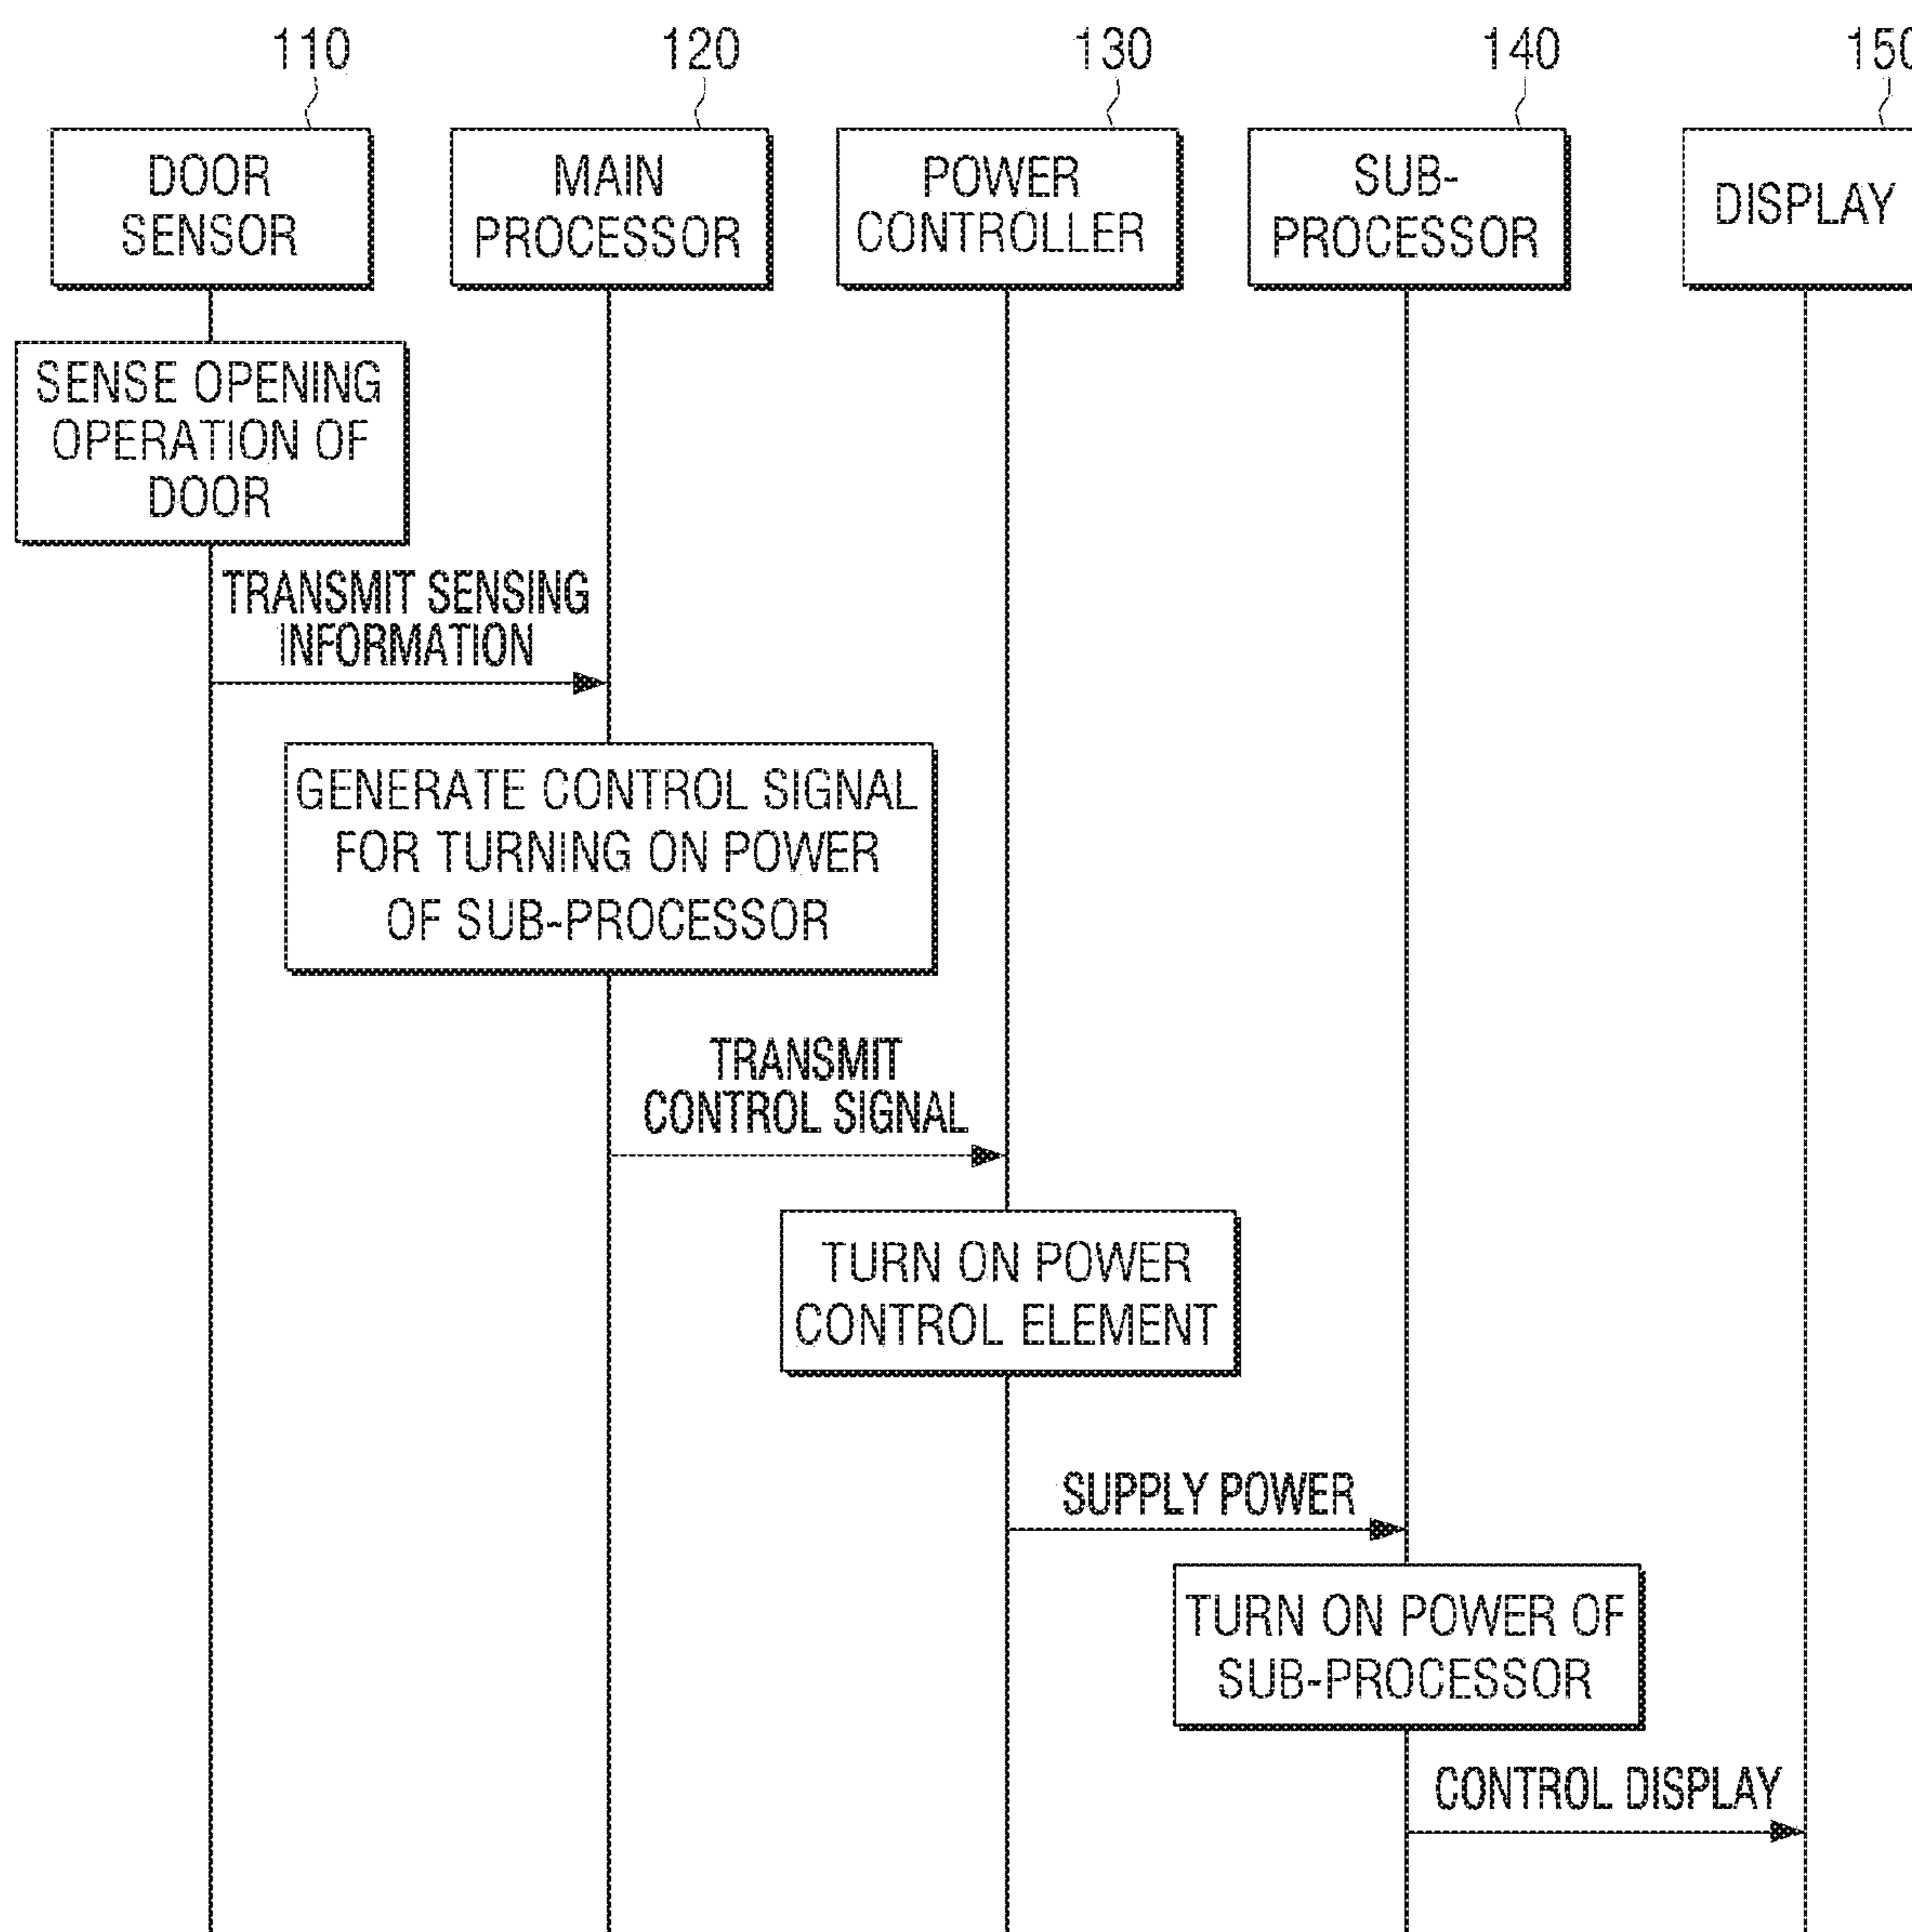 110
120
130
140
150
DOOR
SENSOR
MAIN
PROCESSOR
POWER
CONTROLLER
SUB-
PROCESSOR
DISPLAY
SENSE OPENING
OPERATION OF
DOOR
TRANSMIT SENSING
INFORMATION
GENERATE CONTROL SIGNAL
FOR TURNING ON POWER
OF SUB-PROCESSOR
TRANSMIT
CONTROL SIGNAL
TURN ON POWER
CONTROL ELEMENT
SUPPLY POWER
TURN ON POWER OF
SUB-PROCESSOR
CONTROL DISPLAY